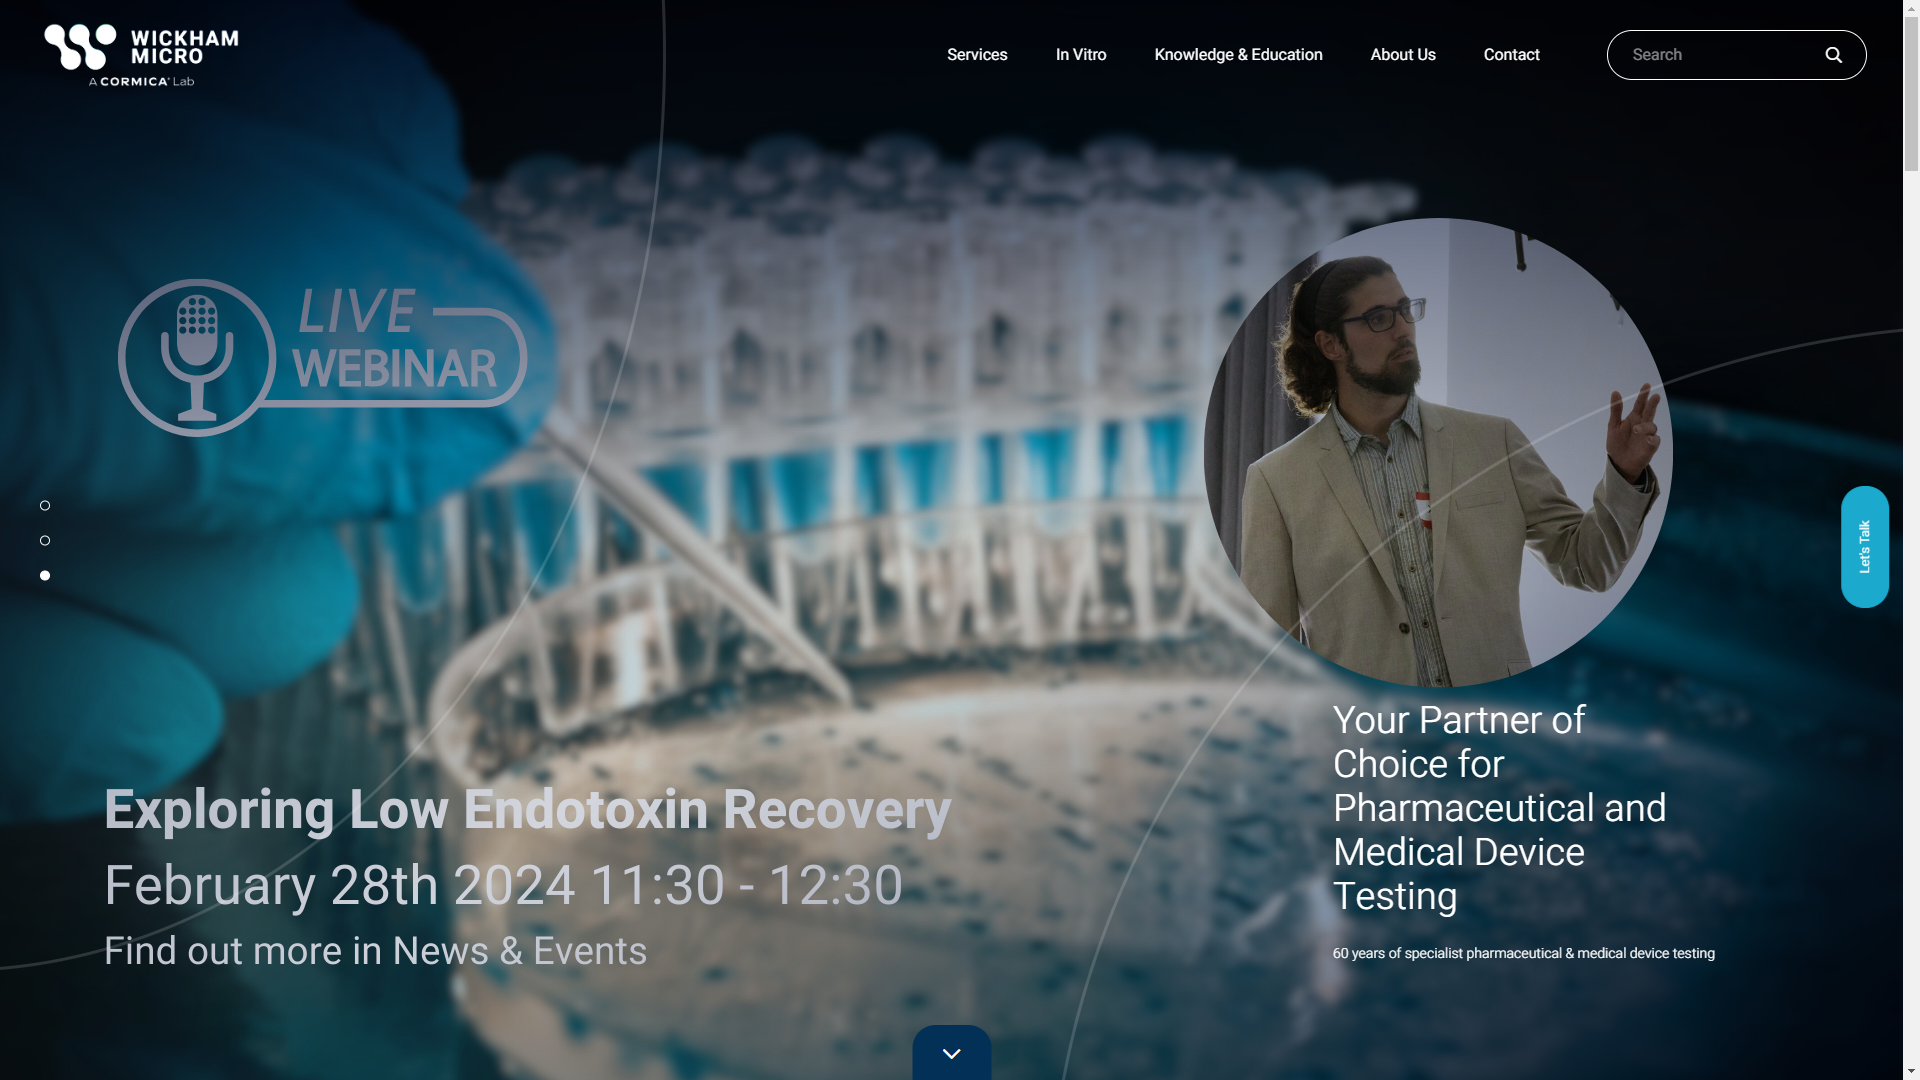 WICKHAM
MICRO
A CORMICA® Lab
Services
In Vitro
Knowledge & Education
About Us
Contact
Search
LIVE
WEBINAR
Let's Talk
Your Partner of
Choice for
Pharmaceutical and
Medical Device
Testing
60 years of specialist pharmaceutical & medical device testing
Exploring Low Endotoxin Recovery
February 28th 2024 11:30 - 12:30
Find out more in News & Events